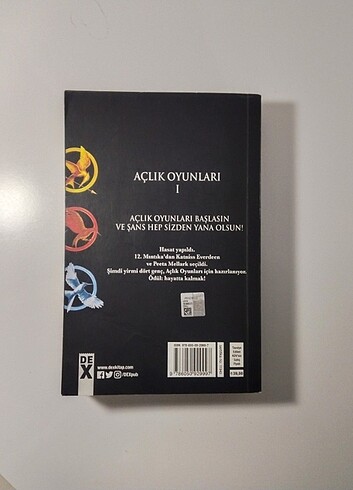 AÇLIK OYUNLARI
I
AÇLIK OYUNLARI BAŞLASIN
VE ŞANS HEP SİZDEN YANA OLSUN!
Hasat yapıldı.
12. Mıntıka'dan Katniss Everdeen
ve Peeta Mellark seçildi.
Şimdi yirmi dört genç, Açlık Oyunları için hazırlanıyor.
Ödül: hayatta kalmak!
DEX
www.dexkitap.com
/DEXpub